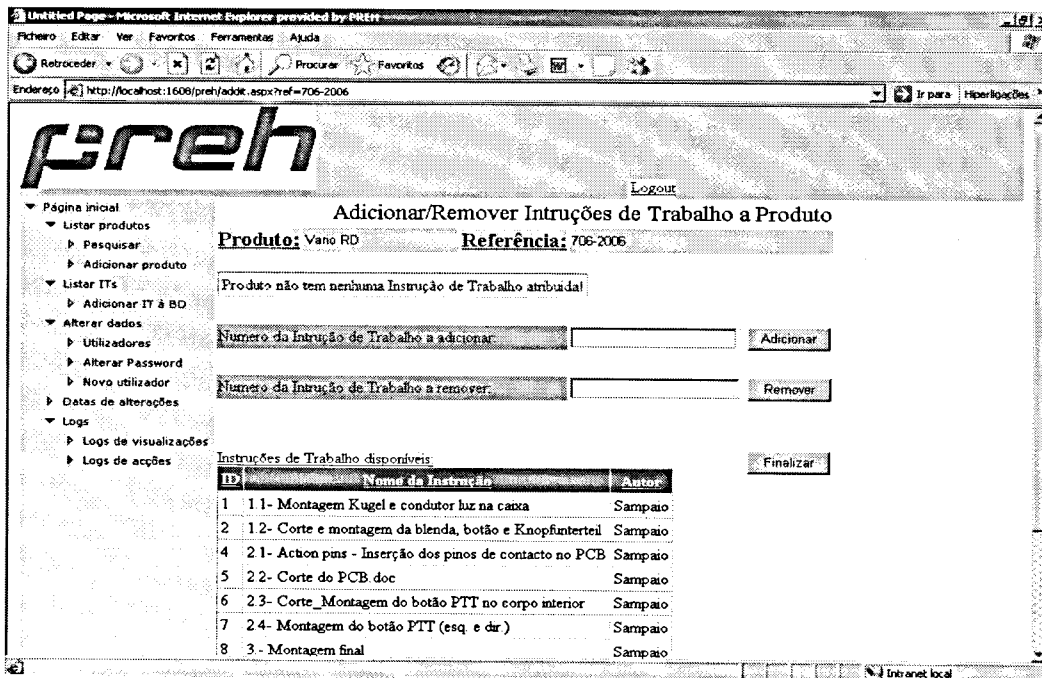 Untitled Page - Microsoft Internet Explorer provided by PREH
Ficheiro Editar Ver Favoritos Ferramentas Ajuda
Retroceder Procurar Favoritos
Endereço http://localhost:1608/preh/addit.aspx?ref=706-2006 Ir para Hiperligações
preh
Logout
Página inicial
Listar produtos
Pesquisar
Adicionar produto
Listar ITs
Adicionar IT à BD
Alterar dados
Utilizadores
Alterar Password
Novo utilizador
Datas de alterações
Logs
Logs de visualizações
Logs de acções
Adicionar/Remover Intruções de Trabalho a Produto
Produto: Vario RD Referência: 706-2006
Produto não tem nenhuma Instrução de Trabalho atribuida!
Numero da Intrução de Trabalho a adicionar: Adicionar
Numero da Intrução de Trabalho a remover: Remover
Instruções de Trabalho disponíveis: Finalizar
ID Nome da Instrução Autor
1 1.1- Montagem Kugel e condutor luz na caixa Sampaio
2 1.2- Corte e montagem da blenda, botão e Knopfunterteil Sampaio
4 2.1- Action pins - Inserção dos pinos de contacto no PCB Sampaio
5 2.2- Corte do PCB.doc Sampaio
6 2.3- Corte_Montagem do botão PTT no corpo interior Sampaio
7 2.4- Montagem do botão PTT (esq. e dir.) Sampaio
8 3.- Montagem final Sampaio
Intranet local